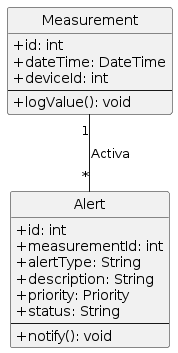 Measurement
+id: int
+dateTime: DateTime
+deviceId: int
+logValue(): void
1
Activa
*
Alert
+id: int
+measurementId: int
+alertType: String
+description: String
+priority: Priority
+status: String
+notify(): void